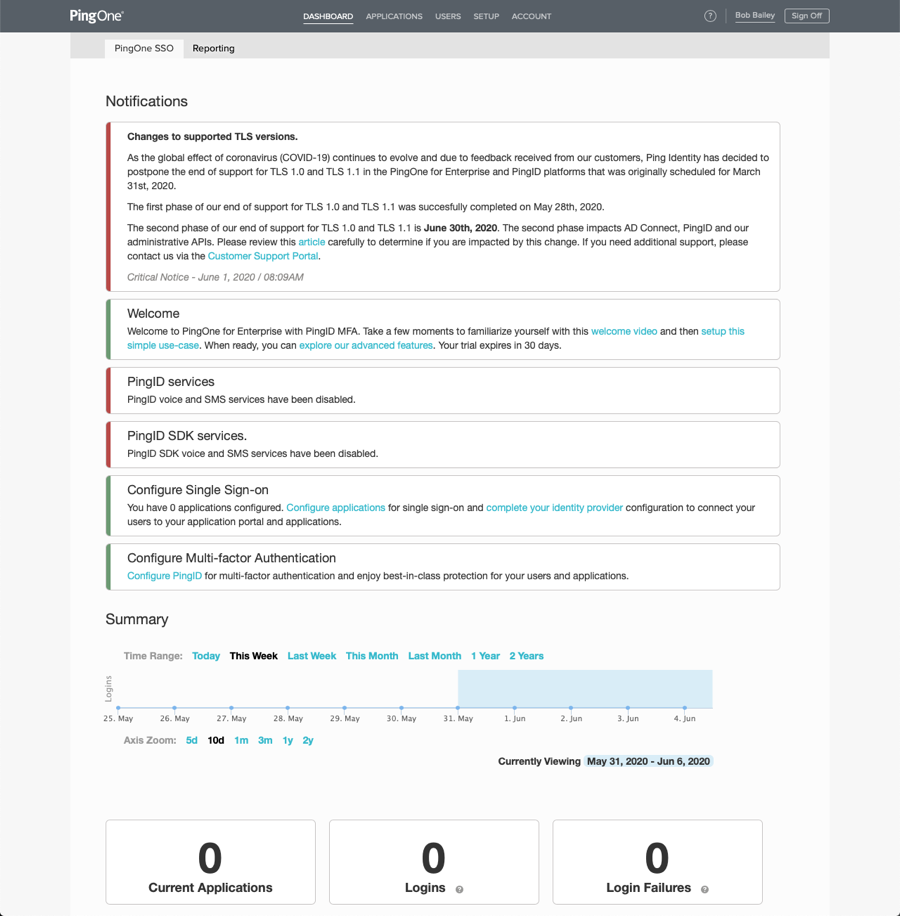 PingOne®
DASHBOARD APPLICATIONS USERS SETUP ACCOUNT
? Bob Bailey Sign Off
PingOne SSO Reporting
Notifications
Changes to supported TLS versions.
As the global effect of coronavirus (COVID-19) continues to evolve and due to feedback received from our customers, Ping Identity has decided to
postpone the end of support for TLS 1.0 and TLS 1.1 in the PingOne for Enterprise and PingID platforms that was originally scheduled for March
31st, 2020.
The first phase of our end of support for TLS 1.0 and TLS 1.1 was succesfully completed on May 28th, 2020.
The second phase of our end of support for TLS 1.0 and TLS 1.1 is June 30th, 2020. The second phase impacts AD Connect, PingID and our
administrative APIs. Please review this article carefully to determine if you are impacted by this change. If you need additional support, please
contact us via the Customer Support Portal.
Critical Notice - June 1, 2020 / 08:09AM
Welcome
Welcome to PingOne for Enterprise with PingID MFA. Take a few moments to familiarize yourself with this welcome video and then setup this
simple use-case. When ready, you can explore our advanced features. Your trial expires in 30 days.
PingID services
PingID voice and SMS services have been disabled.
PingID SDK services.
PingID SDK voice and SMS services have been disabled.
Configure Single Sign-on
You have 0 applications configured. Configure applications for single sign-on and complete your identity provider configuration to connect your
users to your application portal and applications.
Configure Multi-factor Authentication
Configure PingID for multi-factor authentication and enjoy best-in-class protection for your users and applications.
Summary
Time Range: Today This Week Last Week This Month Last Month 1 Year 2 Years
Logins
25. May 26. May 27. May 28. May 29. May 30. May 31. May 1. Jun 2. Jun 3. Jun 4. Jun
Axis Zoom: 5d 10d 1m 3m 1y 2y
Currently Viewing May 31, 2020 - Jun 6, 2020
0
Current Applications
0
Logins ?
0
Login Failures ?